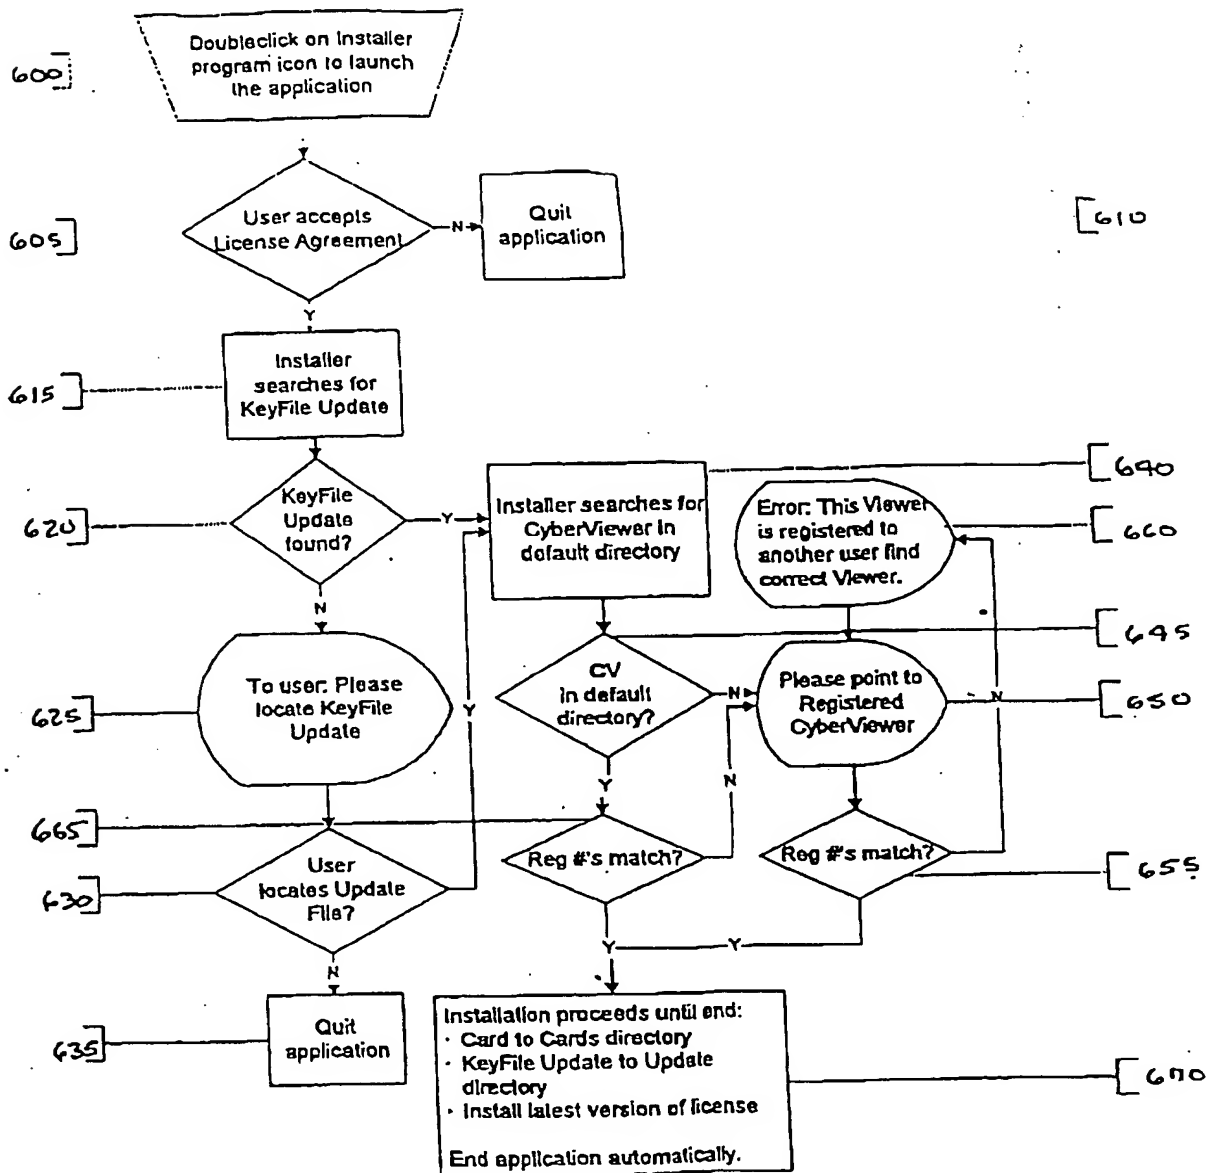 Doubleclick on Installer
program icon to launch
the application
600
User accepts
License Agreement
N
Quit
application
605
610
Y
Installer
searches for
KeyFile Update
615
KeyFile
Update
found?
Y
620
Installer searches for
CyberViewer in
default directory
640
Error: This Viewer
is registered to
another user find
correct Viewer.
660
N
To user: Please
locate KeyFile
Update
625
Y
CV
in default
directory?
N
645
Please point to
Registered
CyberViewer
N
650
Y
N
665
Reg #'s match?
Reg #'s match?
655
User
locates Update
File?
630
Y
Y
N
Quit
application
635
Installation proceeds until end:
· Card to Cards directory
· KeyFile Update to Update
directory
· Install latest version of license
End application automatically.
670